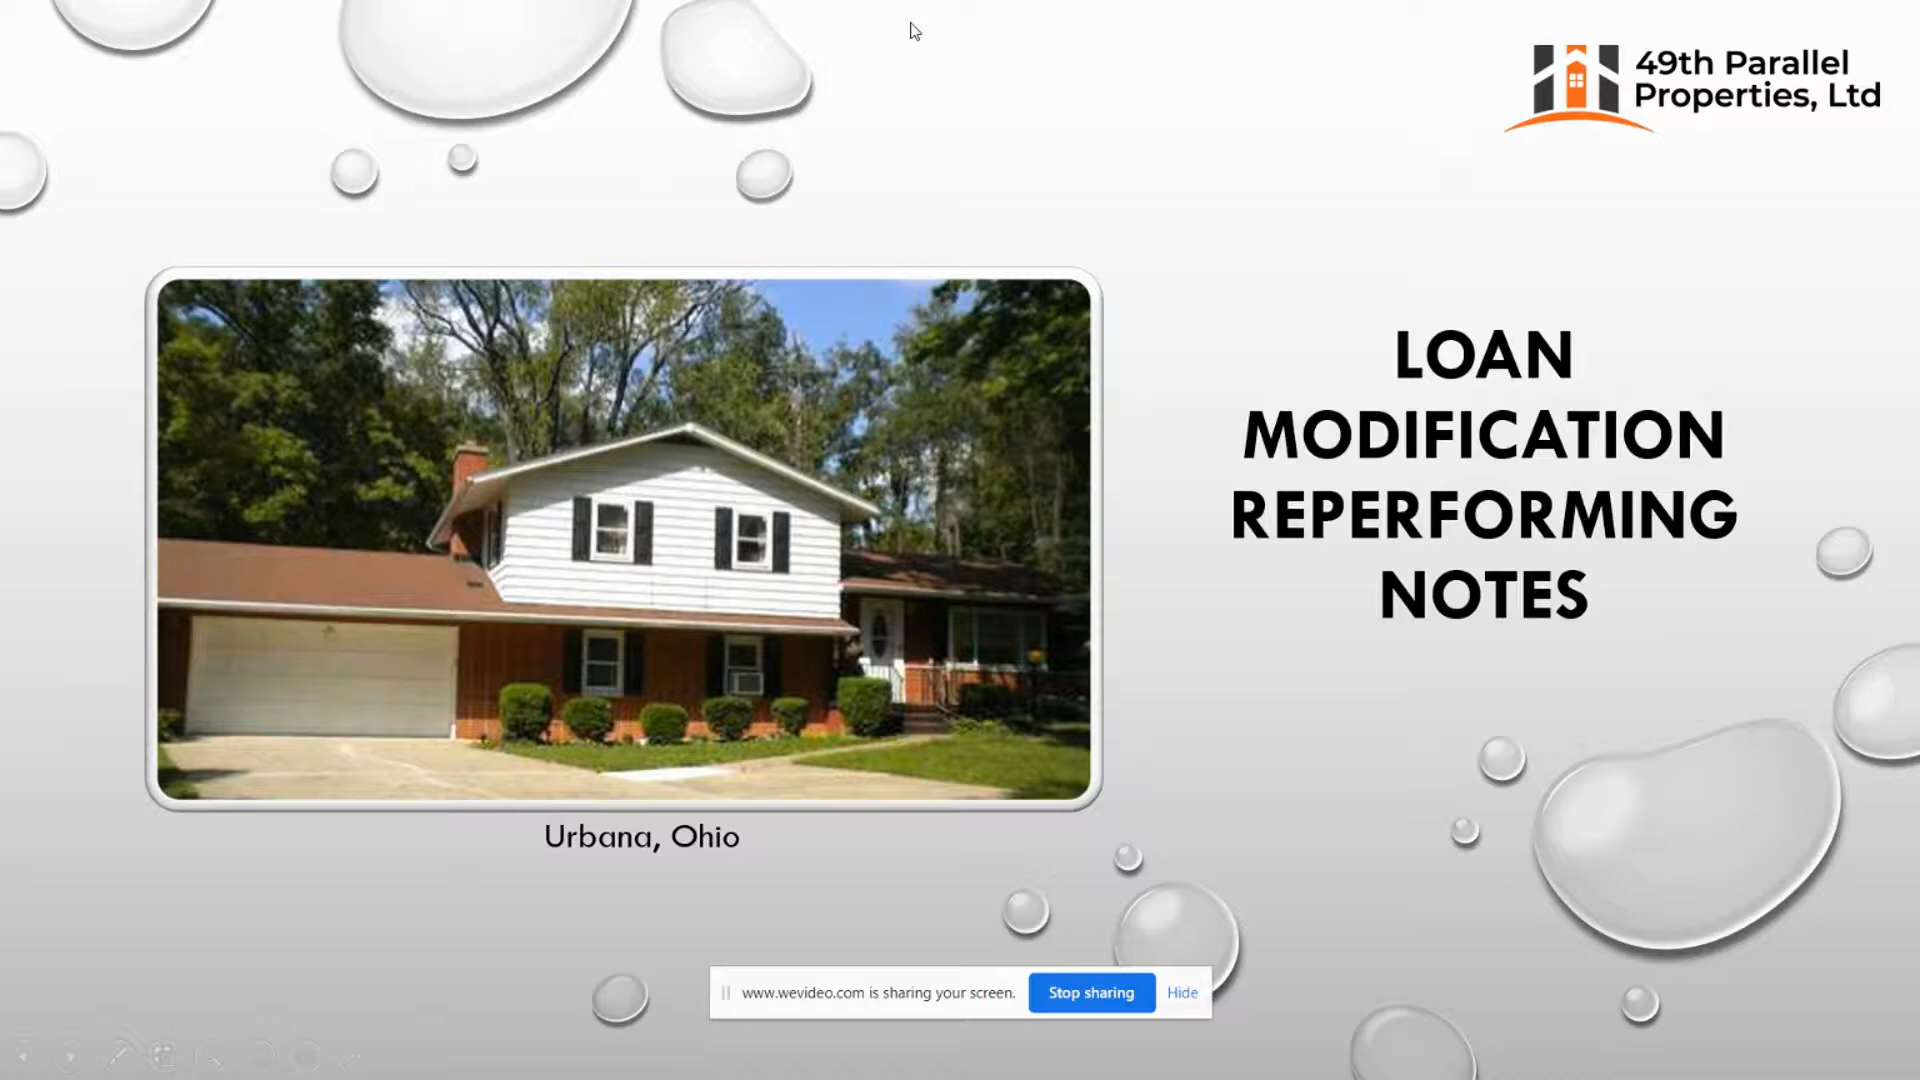 49th Parallel
Properties, Ltd
LOAN
MODIFICATION
REPERFORMING
NOTES
Urbana, Ohio
www.wevideo.com is sharing your screen. Stop sharing Hide